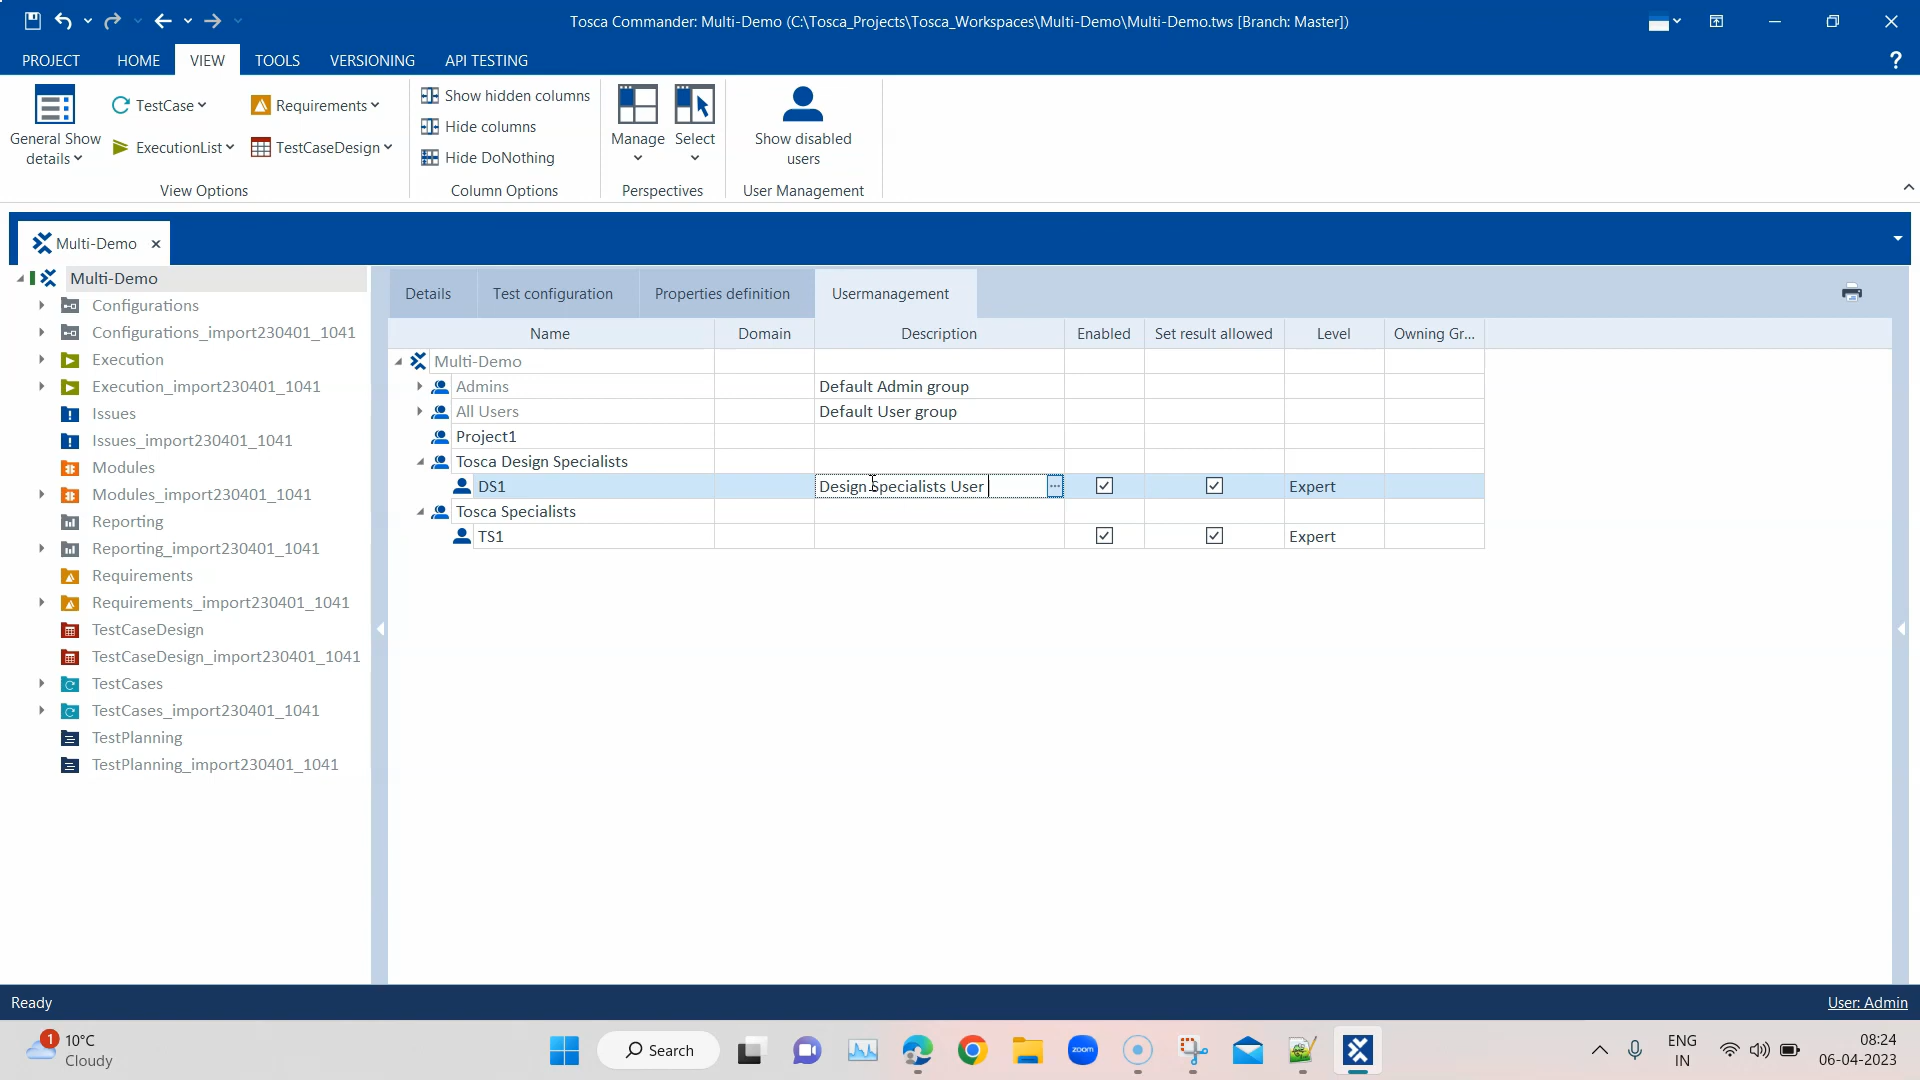 Tosca Commander: Multi-Demo (C:\Tosca_Projects\Tosca_Workspaces\Multi-Demo\Multi-Demo.tws [Branch: Master])
PROJECT HOME VIEW TOOLS VERSIONING API TESTING ?
General Show details
TestCase
Requirements
ExecutionList
TestCaseDesign
View Options
Show hidden columns
Hide columns
Hide DoNothing
Column Options
Manage
Select
Perspectives
Show disabled users
User Management
Multi-Demo
Multi-Demo
Configurations
Configurations_import230401_1041
Execution
Execution_import230401_1041
Issues
Issues_import230401_1041
Modules
Modules_import230401_1041
Reporting
Reporting_import230401_1041
Requirements
Requirements_import230401_1041
TestCaseDesign
TestCaseDesign_import230401_1041
TestCases
TestCases_import230401_1041
TestPlanning
TestPlanning_import230401_1041
Details Test configuration Properties definition Usermanagement
Name Domain Description Enabled Set result allowed Level Owning Gr...
Multi-Demo
Admins Default Admin group
All Users Default User group
Project1
Tosca Design Specialists
DS1 Design Specialists User ... Expert
Tosca Specialists
TS1 Expert
Ready User: Admin
1
10°C
Cloudy
Search
zoom
ENG
IN
08:24
06-04-2023